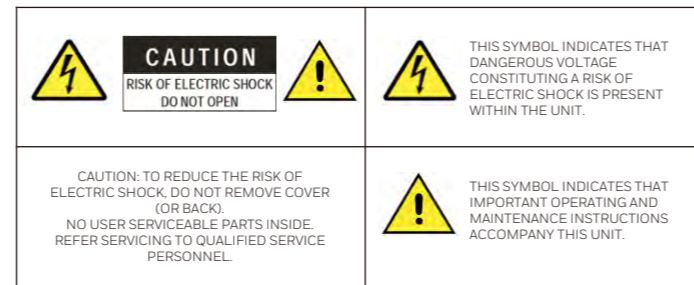 CAUTION
RISK OF ELECTRIC SHOCK
DO NOT OPEN
THIS SYMBOL INDICATES THAT
DANGEROUS VOLTAGE
CONSTITUTING A RISK OF
ELECTRIC SHOCK IS PRESENT
WITHIN THE UNIT.
CAUTION: TO REDUCE THE RISK OF
ELECTRIC SHOCK, DO NOT REMOVE COVER
(OR BACK).
NO USER SERVICEABLE PARTS INSIDE.
REFER SERVICING TO QUALIFIED SERVICE
PERSONNEL.
THIS SYMBOL INDICATES THAT
IMPORTANT OPERATING AND
MAINTENANCE INSTRUCTIONS
ACCOMPANY THIS UNIT.